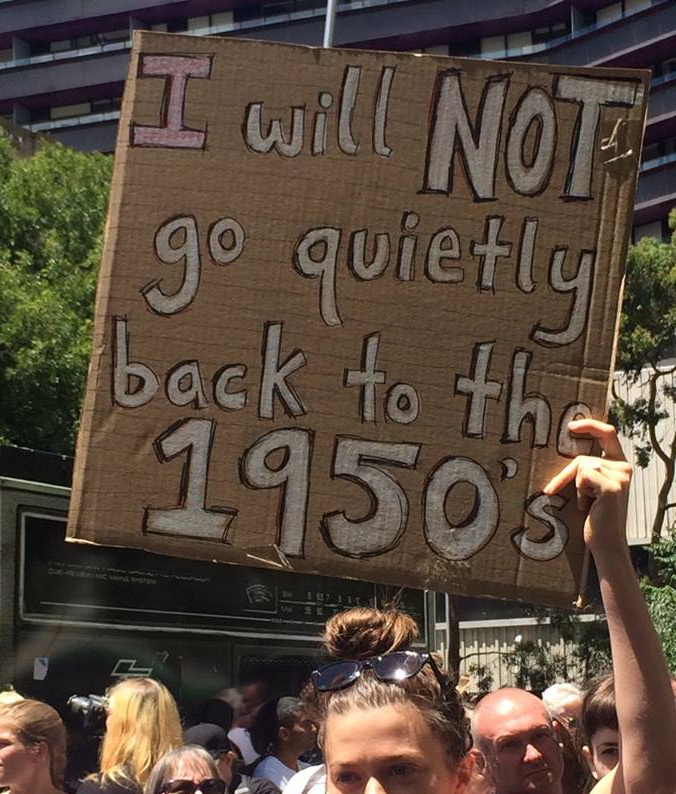 I will NOT
go quietly
back to the
1950's